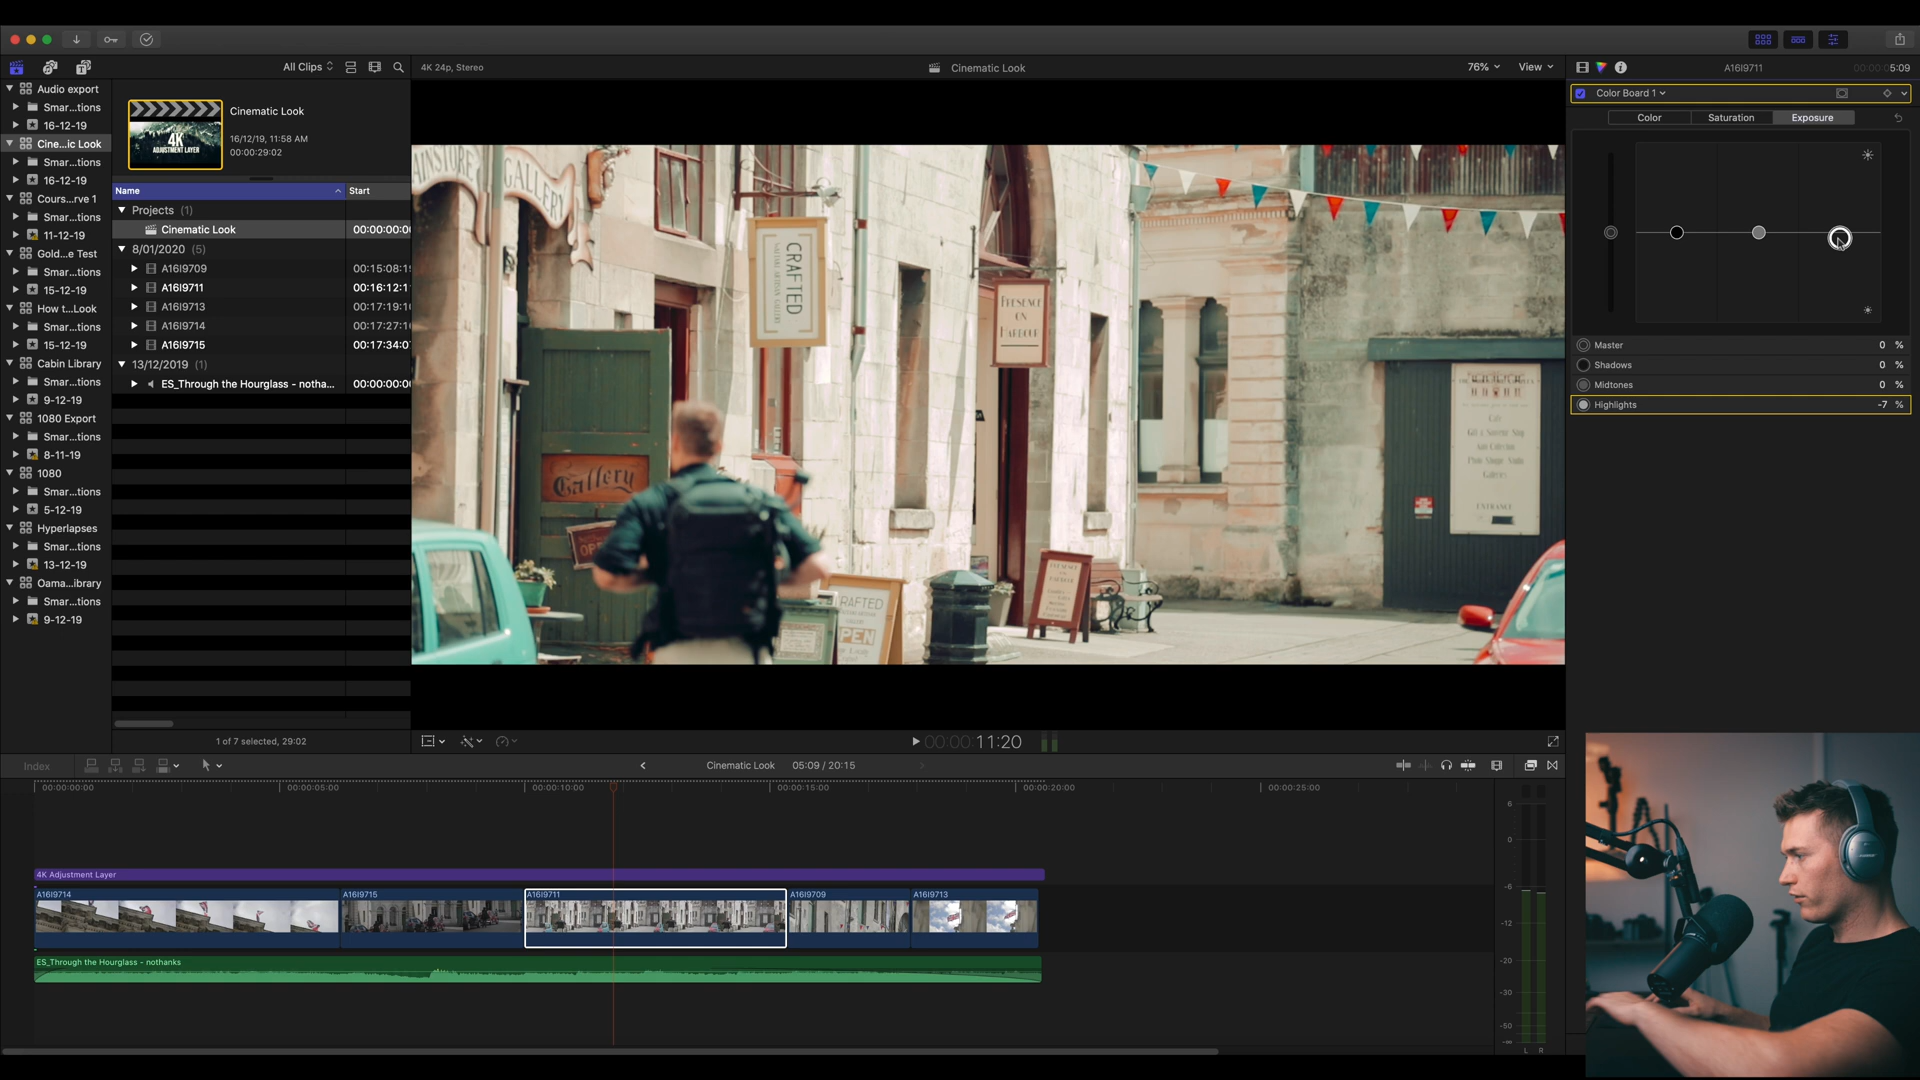 All Clips
4K 24p, Stereo
Cinematic Look
76%
View
A16I9711
5:09
Audio export
Smar...tions
16-12-19
Cine...ic Look
Smar...tions
16-12-19
Cours...rve 1
Smar...tions
11-12-19
Gold...e Test
Smar...tions
15-12-19
How t...Look
Smar...tions
15-12-19
Cabin Library
Smar...tions
9-12-19
1080 Export
Smar...tions
8-11-19
1080
Smar...tions
5-12-19
Hyperlapses
Smar...tions
13-12-19
Oama...ibrary
Smar...tions
9-12-19
4K
ADJUSTMENT LAYER
Cinematic Look
16/12/19, 11:58 AM
00:00:29:02
Name
Start
Projects (1)
Cinematic Look
00:00:00:0
8/01/2020 (5)
A16I9709
00:15:08:1
A16I9711
00:16:12:1
A16I9713
00:17:19:1
A16I9714
00:17:27:1
A16I9715
00:17:34:0
13/12/2019 (1)
ES_Through the Hourglass - notha...
00:00:00:0
1 of 7 selected, 29:02
GALLERY
CRAFTED
PRESENCE
ON
HARBOUR
Gallery
CRAFTED
OPEN
ENTRANCE
Color Board 1
Color
Saturation
Exposure
Master
0 %
Shadows
0 %
Midtones
0 %
Highlights
-7 %
00:00:11:20
Index
Cinematic Look
05:09 / 20:15
00:00:00:00
00:00:05:00
00:00:10:00
00:00:15:00
00:00:20:00
00:00:25:00
4K Adjustment Layer
A16I9714
A16I9715
A16I9711
A16I9709
A16I9713
ES_Through the Hourglass - nothanks
6
0
-6
-12
-20
-30
-50
-∞
L
R